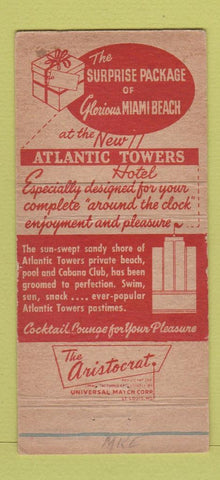 The
SURPRISE PACKAGE
OF
Glorious MIAMI BEACH
at the New
ATLANTIC TOWERS
Hotel
Especially designed for your
complete "around the clock"
enjoyment and pleasure
The sun-swept sandy shore of
Atlantic Towers private beach,
pool and Cabana Club, has been
groomed to perfection. Swim,
sun, snack .... ever-popular
Atlantic Towers pastimes.
Cocktail Lounge for Your Pleasure
The
Aristocrat
UNIVERSAL MATCH CORP.
ST. LOUIS, MO.